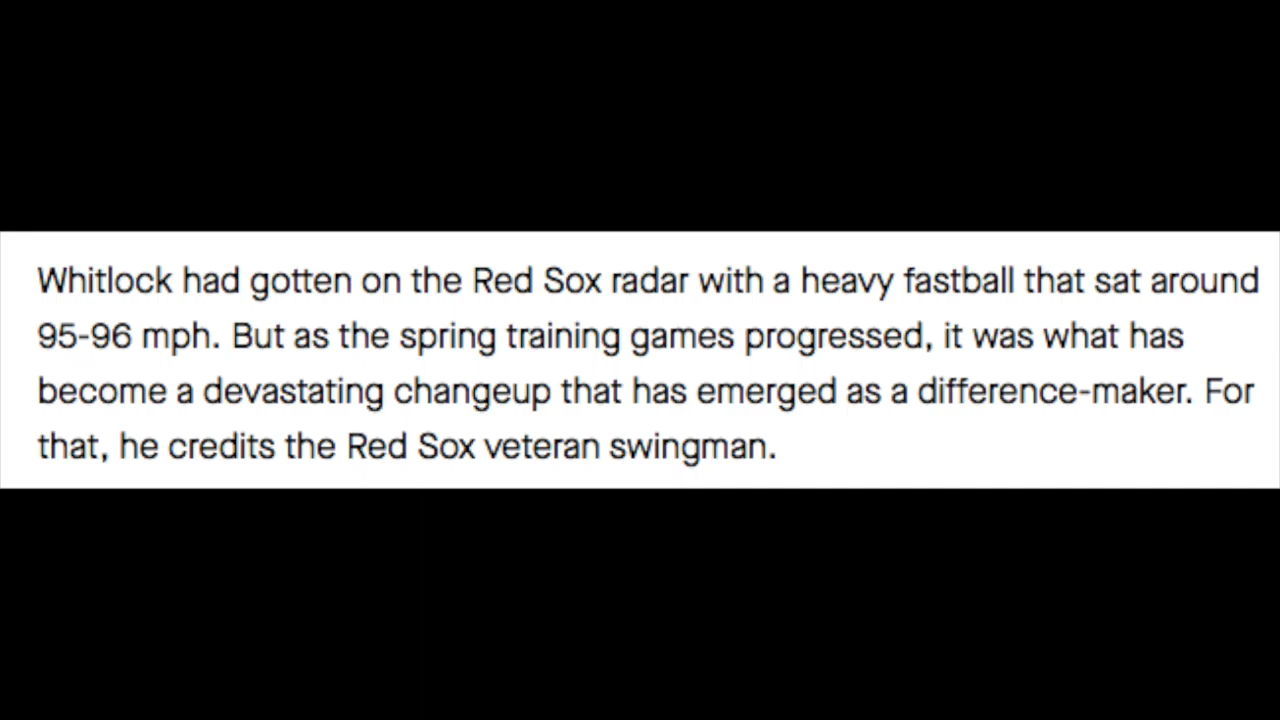 Whitlock had gotten on the Red Sox radar with a heavy fastball that sat around
95-96 mph. But as the spring training games progressed, it was what has
become a devastating changeup that has emerged as a difference-maker. For
that, he credits the Red Sox veteran swingman.